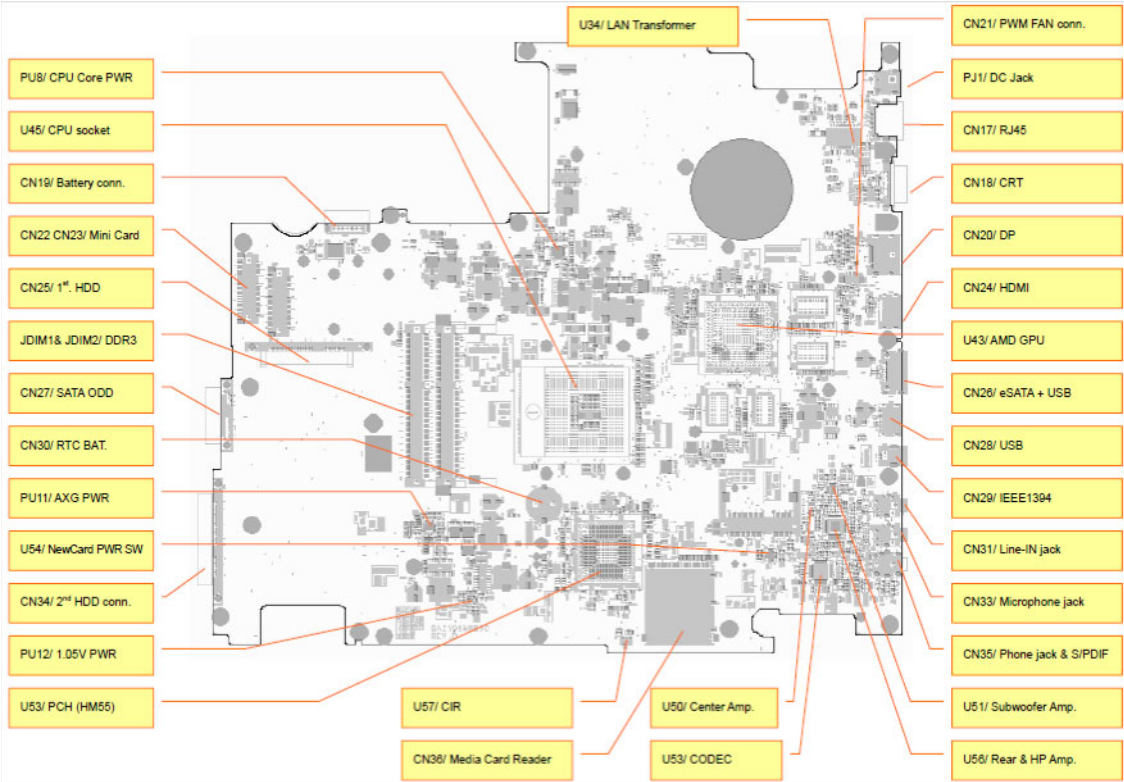 U34/ LAN Transformer
PU8/ CPU Core PWR
U45/ CPU socket
CN19/ Battery conn.
CN22 CN23/ Mini Card
CN25/ 1st. HDD
JDIM1& JDIM2/ DDR3
CN27/ SATA ODD
CN30/ RTC BAT.
PU11/ AXG PWR
U54/ NewCard PWR SW
CN34/ 2nd HDD conn.
PU12/ 1.05V PWR
U53/ PCH (HM55)
U57/ CIR
CN36/ Media Card Reader
U50/ Center Amp.
U53/ CODEC
CN21/ PWM FAN conn.
PJ1/ DC Jack
CN17/ RJ45
CN18/ CRT
CN20/ DP
CN24/ HDMI
U43/ AMD GPU
CN26/ eSATA + USB
CN28/ USB
CN29/ IEEE1394
CN31/ Line-IN jack
CN33/ Microphone jack
CN35/ Phone jack & S/PDIF
U51/ Subwoofer Amp.
U56/ Rear & HP Amp.